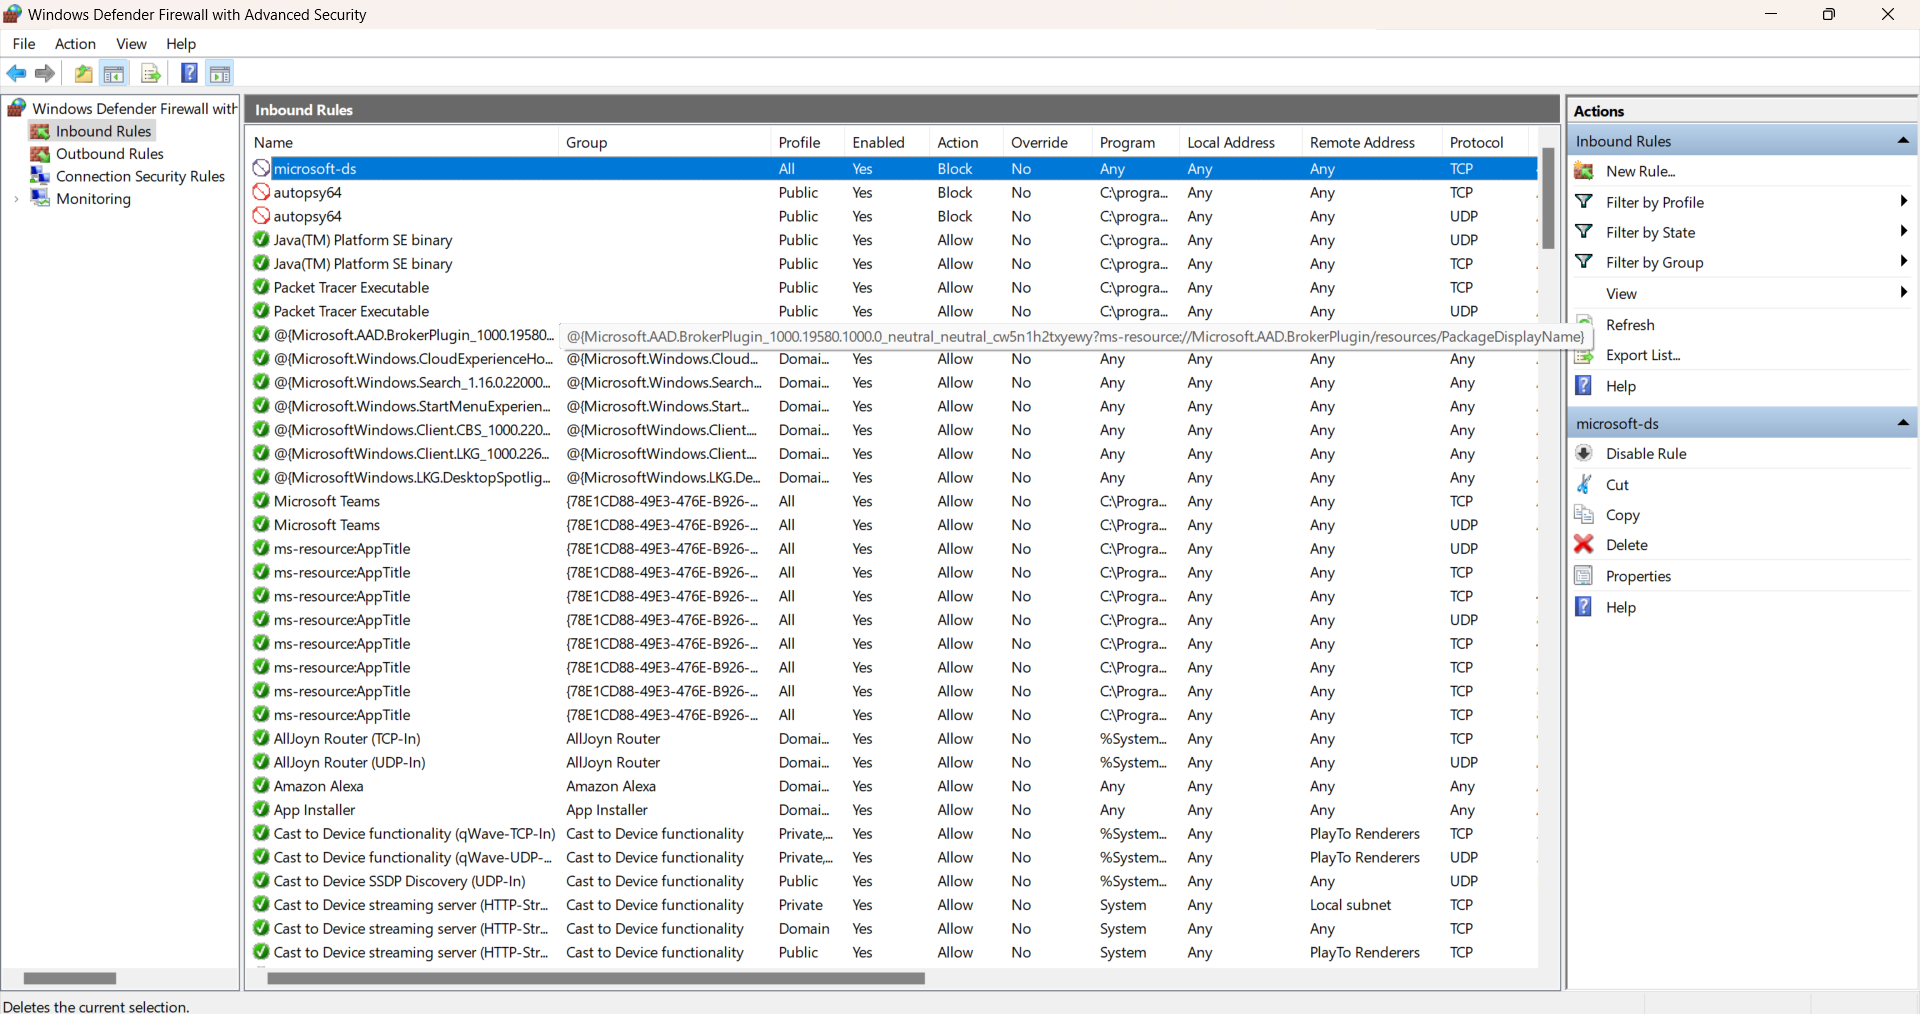 Windows Defender Firewall with Advanced Security
File Action View Help
Windows Defender Firewall with
Inbound Rules
Outbound Rules
Connection Security Rules
Monitoring
Inbound Rules
Name Group Profile Enabled Action Override Program Local Address Remote Address Protocol
microsoft-ds All Yes Block No Any Any Any TCP
autopsy64 Public Yes Block No C:\progra... Any Any TCP
autopsy64 Public Yes Block No C:\progra... Any Any UDP
Java(TM) Platform SE binary Public Yes Allow No C:\progra... Any Any UDP
Java(TM) Platform SE binary Public Yes Allow No C:\progra... Any Any TCP
Packet Tracer Executable Public Yes Allow No C:\progra... Any Any TCP
Packet Tracer Executable Public Yes Allow No C:\progra... Any Any UDP
@{Microsoft.AAD.BrokerPlugin_1000.19580... @{Microsoft.AAD.BrokerPlugin_1000.19580.1000.0_neutral_neutral_cw5n1h2txyewy?ms-resource://Microsoft.AAD.BrokerPlugin/resources/PackageDisplayName}
@{Microsoft.Windows.CloudExperienceHo... @{Microsoft.Windows.Cloud... Domai... Yes Allow No Any Any Any Any
@{Microsoft.Windows.Search_1.16.0.22000... @{Microsoft.Windows.Search... Domai... Yes Allow No Any Any Any Any
@{Microsoft.Windows.StartMenuExperien... @{Microsoft.Windows.Start... Domai... Yes Allow No Any Any Any Any
@{MicrosoftWindows.Client.CBS_1000.220... @{MicrosoftWindows.Client.... Domai... Yes Allow No Any Any Any Any
@{MicrosoftWindows.Client.LKG_1000.226... @{MicrosoftWindows.Client.... Domai... Yes Allow No Any Any Any Any
@{MicrosoftWindows.LKG.DesktopSpotlig... @{MicrosoftWindows.LKG.De... Domai... Yes Allow No Any Any Any Any
Microsoft Teams {78E1CD88-49E3-476E-B926-... All Yes Allow No C:\Progra... Any Any TCP
Microsoft Teams {78E1CD88-49E3-476E-B926-... All Yes Allow No C:\Progra... Any Any UDP
ms-resource:AppTitle {78E1CD88-49E3-476E-B926-... All Yes Allow No C:\Progra... Any Any UDP
ms-resource:AppTitle {78E1CD88-49E3-476E-B926-... All Yes Allow No C:\Progra... Any Any TCP
ms-resource:AppTitle {78E1CD88-49E3-476E-B926-... All Yes Allow No C:\Progra... Any Any TCP
ms-resource:AppTitle {78E1CD88-49E3-476E-B926-... All Yes Allow No C:\Progra... Any Any UDP
ms-resource:AppTitle {78E1CD88-49E3-476E-B926-... All Yes Allow No C:\Progra... Any Any TCP
ms-resource:AppTitle {78E1CD88-49E3-476E-B926-... All Yes Allow No C:\Progra... Any Any TCP
ms-resource:AppTitle {78E1CD88-49E3-476E-B926-... All Yes Allow No C:\Progra... Any Any TCP
ms-resource:AppTitle {78E1CD88-49E3-476E-B926-... All Yes Allow No C:\Progra... Any Any TCP
AllJoyn Router (TCP-In) AllJoyn Router Domai... Yes Allow No %System... Any Any TCP
AllJoyn Router (UDP-In) AllJoyn Router Domai... Yes Allow No %System... Any Any UDP
Amazon Alexa Amazon Alexa Domai... Yes Allow No Any Any Any Any
App Installer App Installer Domai... Yes Allow No Any Any Any Any
Cast to Device functionality (qWave-TCP-In) Cast to Device functionality Private,... Yes Allow No %System... Any PlayTo Renderers TCP
Cast to Device functionality (qWave-UDP-... Cast to Device functionality Private,... Yes Allow No %System... Any PlayTo Renderers UDP
Cast to Device SSDP Discovery (UDP-In) Cast to Device functionality Public Yes Allow No %System... Any Any UDP
Cast to Device streaming server (HTTP-Str... Cast to Device functionality Private Yes Allow No System Any Local subnet TCP
Cast to Device streaming server (HTTP-Str... Cast to Device functionality Domain Yes Allow No System Any Any TCP
Cast to Device streaming server (HTTP-Str... Cast to Device functionality Public Yes Allow No System Any PlayTo Renderers TCP
Actions
Inbound Rules
New Rule...
Filter by Profile
Filter by State
Filter by Group
View
Refresh
Export List...
Help
microsoft-ds
Disable Rule
Cut
Copy
Delete
Properties
Help
Deletes the current selection.